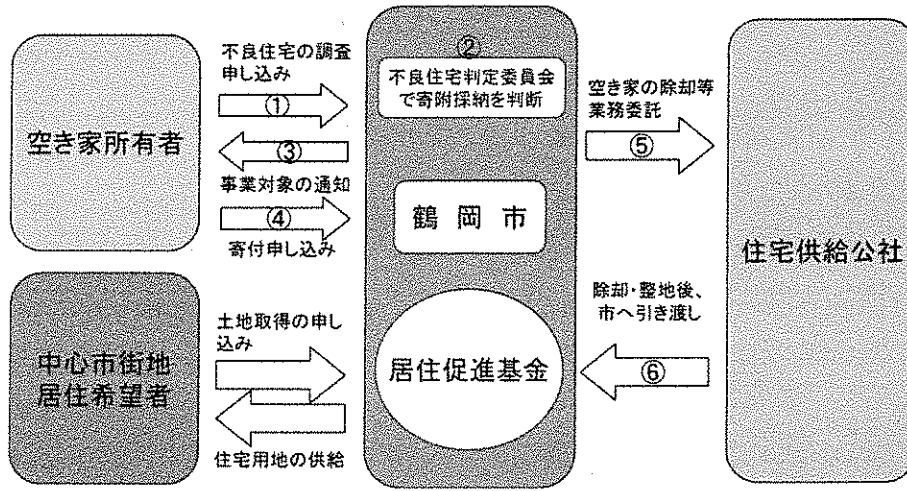 不良住宅の調査
申し込み
①
空き家所有者
③
事業対象の通知
④
寄付申し込み
②
不良住宅判定委員会
で寄附採納を判断
鶴岡市
空き家の除却等
業務委託
⑤
住宅供給公社
除却・整地後、
市へ引き渡し
⑥
中心市街地
居住希望者
土地取得の申し
込み
住宅用地の供給
居住促進基金